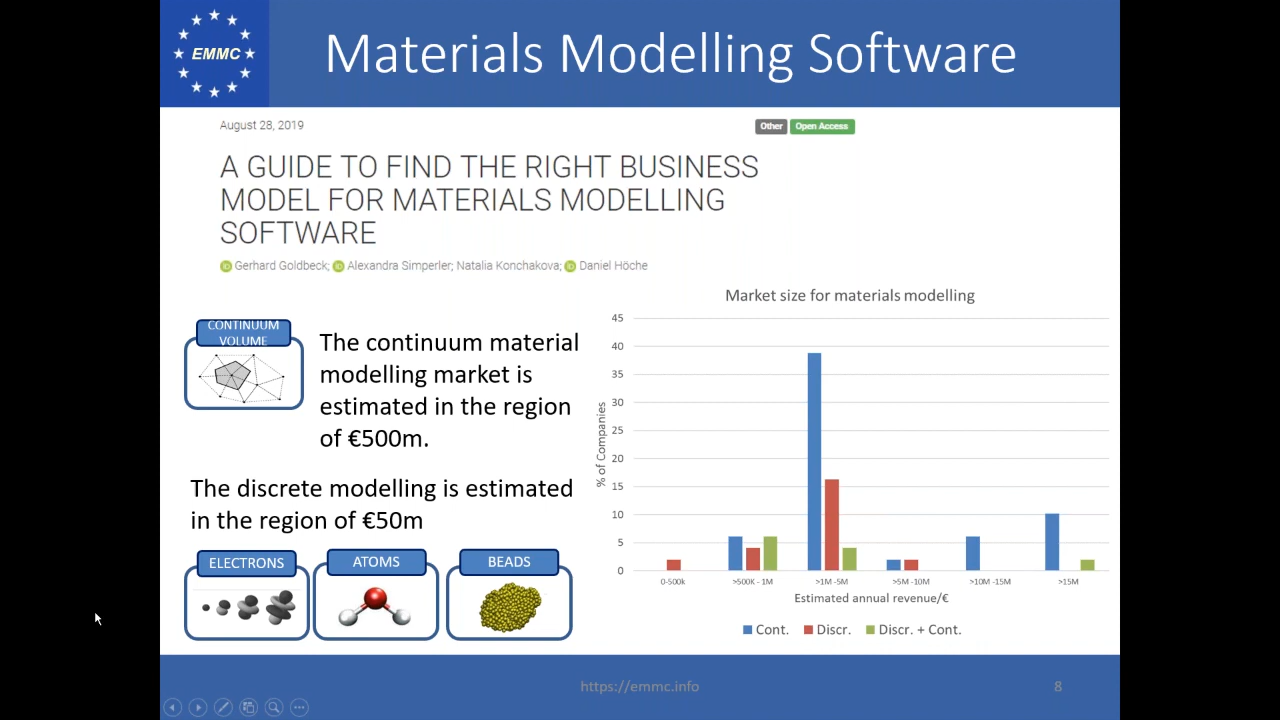 EMMC
Materials Modelling Software
August 28, 2019
Other
Open Access
A GUIDE TO FIND THE RIGHT BUSINESS
MODEL FOR MATERIALS MODELLING
SOFTWARE
iD Gerhard Goldbeck; iD Alexandra Simperler; Natalia Konchakova; iD Daniel Höche
CONTINUUM
VOLUME
The continuum material
modelling market is
estimated in the region
of €500m.
The discrete modelling is estimated
in the region of €50m
ELECTRONS
ATOMS
BEADS
Market size for materials modelling
% of Companies
45
40
35
30
25
20
15
10
5
0
0-500k
>500K - 1M
>1M -5M
>5M -10M
>10M -15M
>15M
Estimated annual revenue/€
Cont.
Discr.
Discr. + Cont.
https://emmc.info
8